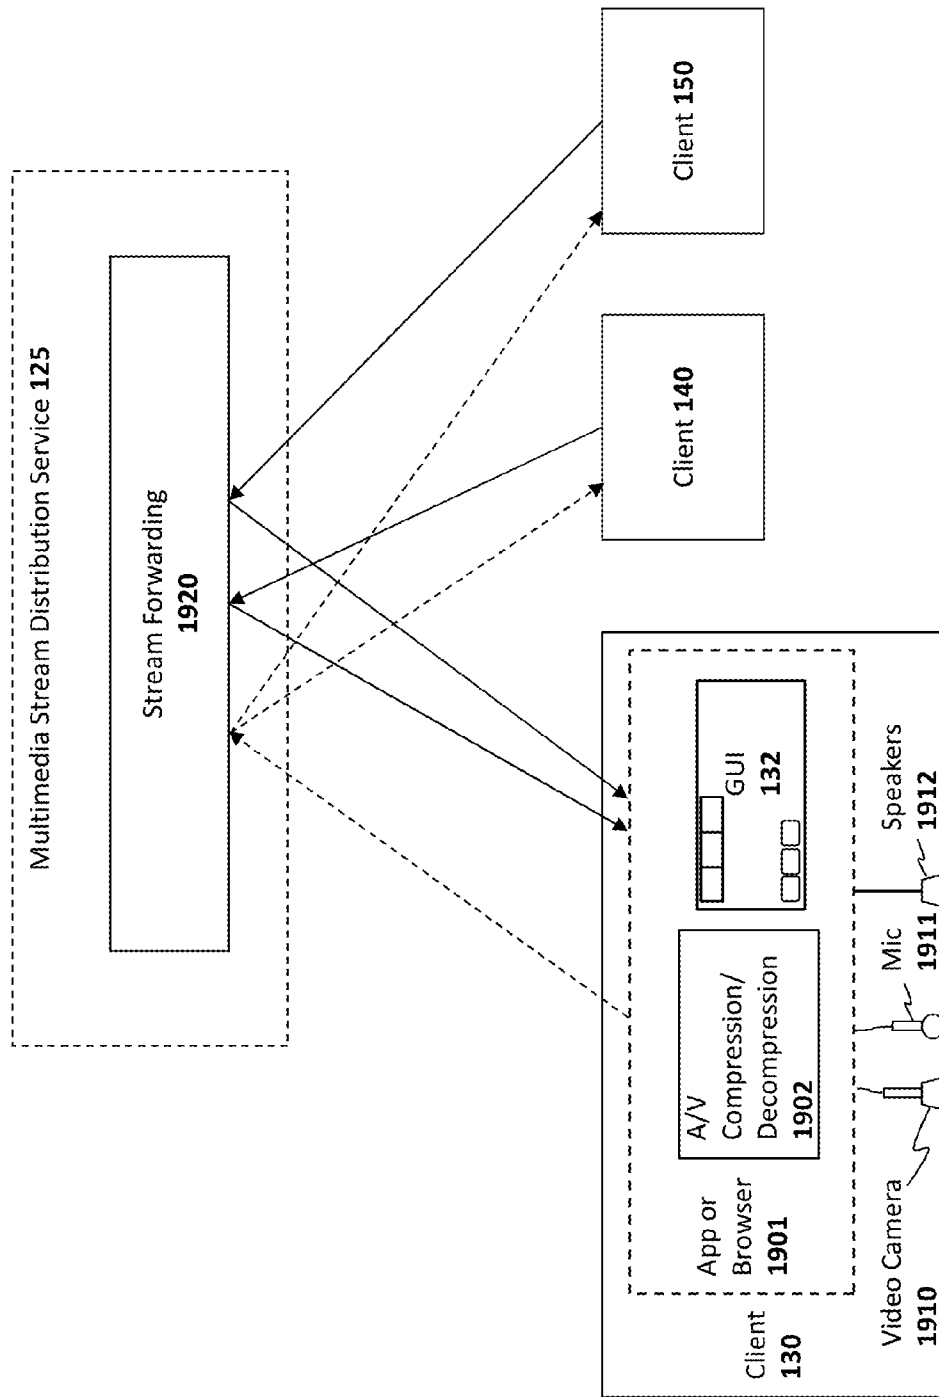 Multimedia Stream Distribution Service 125
Stream Forwarding
1920
Client 130
App or
Browser
1901
A/V
Compression/
Decompression
1902
GUI
132
Client 140
Client 150
Video Camera
1910
Mic
1911
Speakers
1912